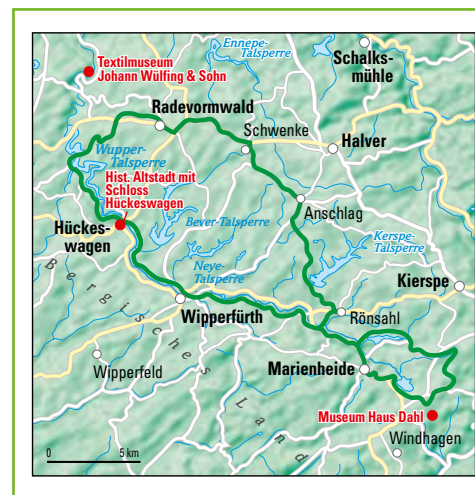 Ennepe-
Talsperre
Schalks-
mühle
Textilmuseum
Johann Wülfing & Sohn
Radevormwald
Schwenke
Halver
Wupper-
Talsperre
Hist. Altstadt mit
Schloss
Hückeswagen
Anschlag
Hückes-
wagen
Bever-Talsperre
Kerspe-
Talsperre
Neye-
Talsperre
Kierspe
Wipperfürth
Rönsahl
Bergisches Land
Wipperfeld
Marienheide
Museum Haus Dahl
Windhagen
0 5 km